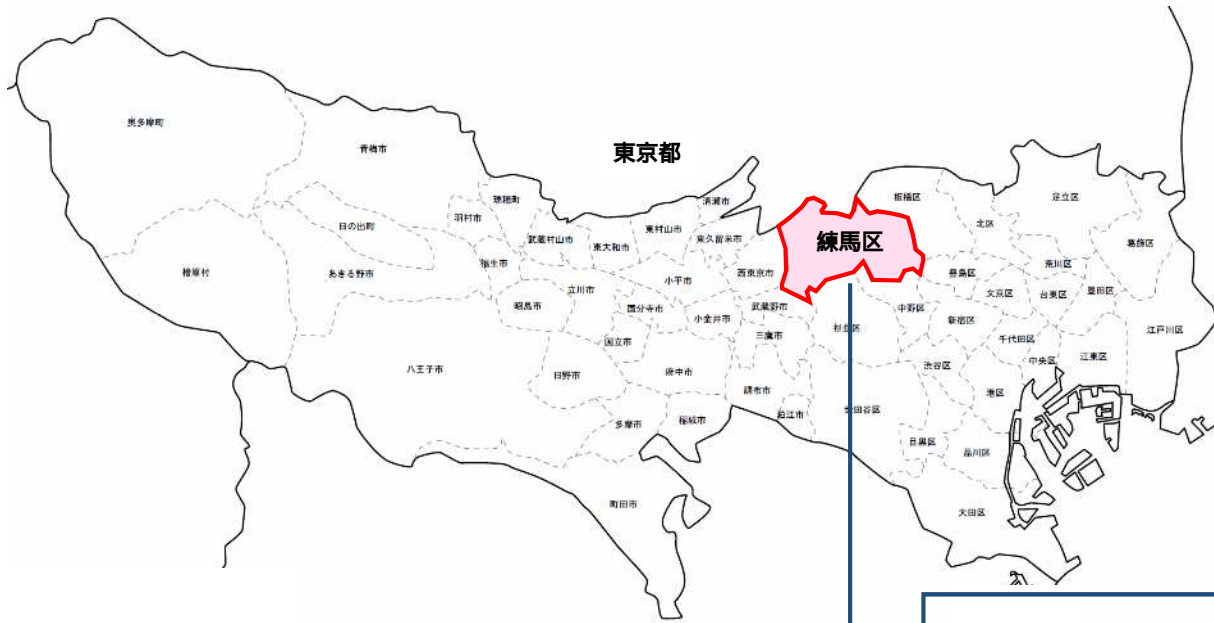 東京都
奥多摩町
青梅市
清瀬市
板橋区
足立区
瑞穂町
羽村市
北区
日の出町
東村山市
練馬区
武蔵村山市
東大和市
東久留米市
葛飾区
檜原村
あきる野市
福生市
西東京市
豊島区
荒川区
小平市
文京区
台東区
墨田区
立川市
昭島市
国分寺市
武蔵野市
中野区
小金井市
新宿区
杉並区
江戸川区
三鷹市
国立市
千代田区
中央区
江東区
八王子市
日野市
府中市
渋谷区
調布市
港区
狛江市
世田谷区
多摩市
稲城市
目黒区
品川区
町田市
大田区